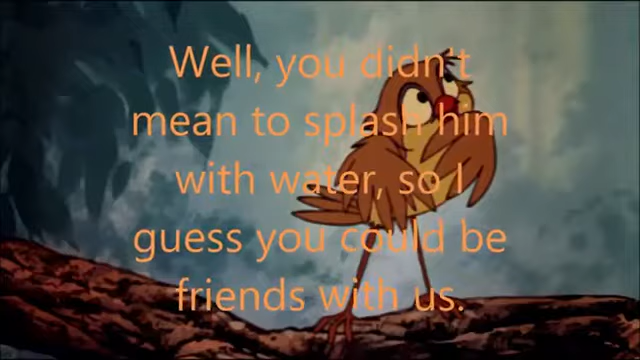 Well, you didn't
mean to splash him
with water, so I
guess you could be
friends with us.